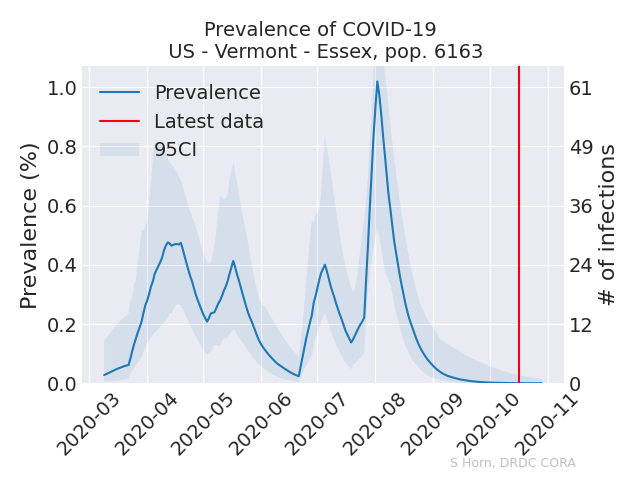 Prevalence of COVID-19
US - Vermont - Essex, pop. 6163
Prevalence
Latest data
95CI
Prevalence (%)
1.0
0.8
0.6
0.4
0.2
0.0
61
49
36
24
12
0
# of infections
2020-03
2020-04
2020-05
2020-06
2020-07
2020-08
2020-09
2020-10
2020-11
S Horn, DRDC CORA